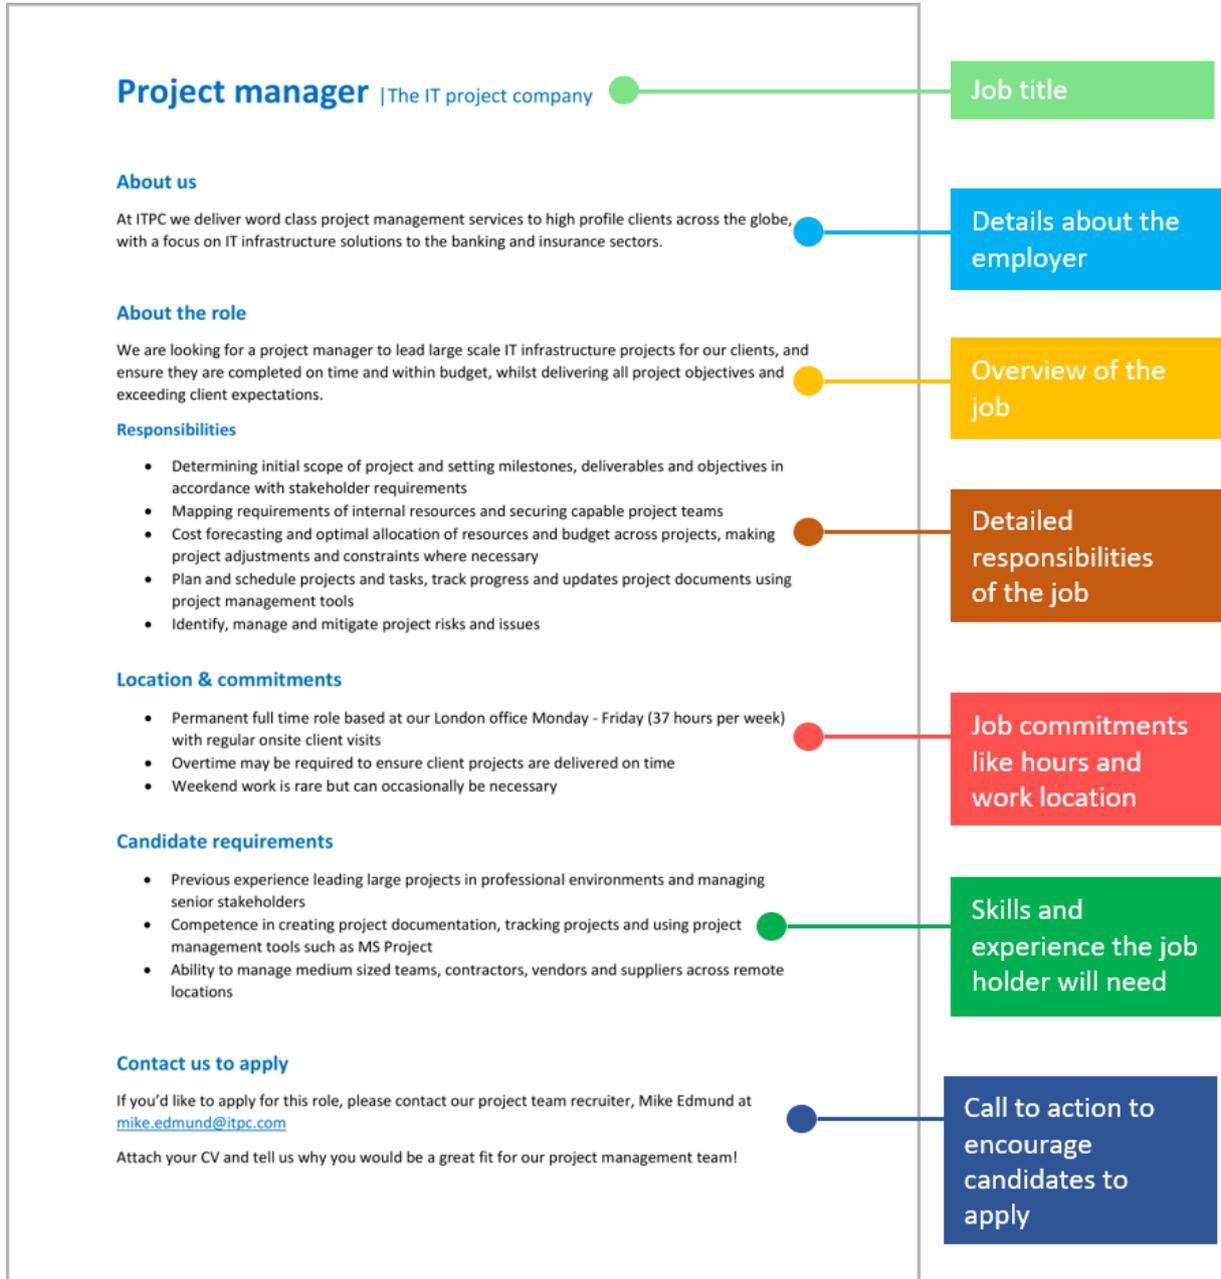 Project manager |The IT project company
Job title
About us
At ITPC we deliver word class project management services to high profile clients across the globe,
with a focus on IT infrastructure solutions to the banking and insurance sectors.
Details about the
employer
About the role
We are looking for a project manager to lead large scale IT infrastructure projects for our clients, and
ensure they are completed on time and within budget, whilst delivering all project objectives and
exceeding client expectations.
Overview of the
job
Responsibilities
• Determining initial scope of project and setting milestones, deliverables and objectives in
accordance with stakeholder requirements
• Mapping requirements of internal resources and securing capable project teams
• Cost forecasting and optimal allocation of resources and budget across projects, making
project adjustments and constraints where necessary
• Plan and schedule projects and tasks, track progress and updates project documents using
project management tools
• Identify, manage and mitigate project risks and issues
Detailed
responsibilities
of the job
Location & commitments
• Permanent full time role based at our London office Monday - Friday (37 hours per week)
with regular onsite client visits
• Overtime may be required to ensure client projects are delivered on time
• Weekend work is rare but can occasionally be necessary
Job commitments
like hours and
work location
Candidate requirements
• Previous experience leading large projects in professional environments and managing
senior stakeholders
• Competence in creating project documentation, tracking projects and using project
management tools such as MS Project
• Ability to manage medium sized teams, contractors, vendors and suppliers across remote
locations
Skills and
experience the job
holder will need
Contact us to apply
If you’d like to apply for this role, please contact our project team recruiter, Mike Edmund at
mike.edmund@itpc.com
Attach your CV and tell us why you would be a great fit for our project management team!
Call to action to
encourage
candidates to
apply